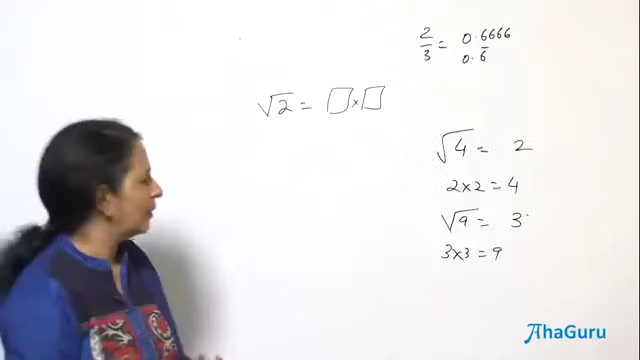 2/3 = 0.6666
0.6̅
√2 = □ × □
√4 = 2
2×2 = 4
√9 = 3
3×3 = 9
AhaGuru